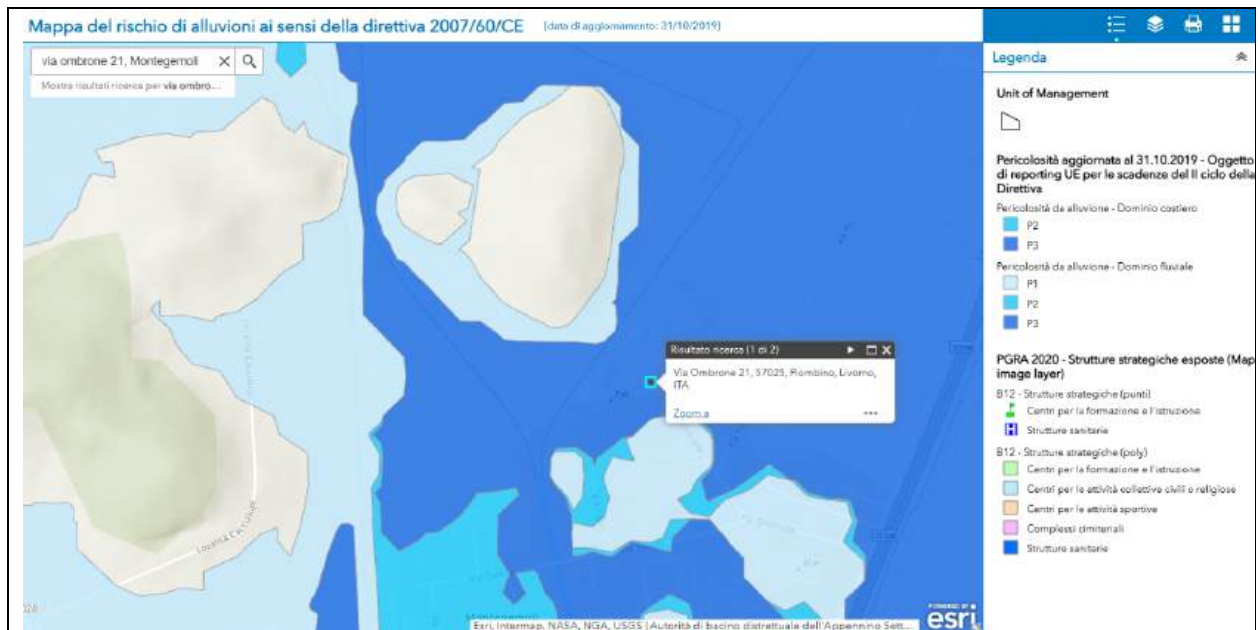 Mappa del rischio di alluvioni ai sensi della direttiva 2007/60/CE (data di aggiornamento: 31/10/2019)
via ombrone 21, Montegemoli
Mostra risultati ricerca per via ombro...
Legenda
Unit of Management
Pericolosità aggiornata al 31.10.2019 - Oggetto
di reporting UE per le scadenze del II ciclo della
Direttiva
Pericolosità da alluvione - Dominio costiero
P2
P3
Pericolosità da alluvione - Dominio fluviale
P1
P2
P3
PGRA 2020 - Strutture strategiche esposte (Map
image layer)
B12 - Strutture strategiche (punti)
Centri per la formazione e l'istruzione
Strutture sanitarie
B12 - Strutture strategiche (poly)
Centri per la formazione e l'istruzione
Centri per le attività collettive civili o religiose
Centri per le attività sportive
Complessi cimiteriali
Strutture sanitarie
Risultato ricerca (1 di 2)
Via Ombrone 21, 57025, Piombino, Livorno,
ITA
Zoom a
Località
Montegemoli
Esri, Intermap, NASA, NGA, USGS | Autorità di bacino distrettuale dell'Appennino Sett...
POWERED BY
esri